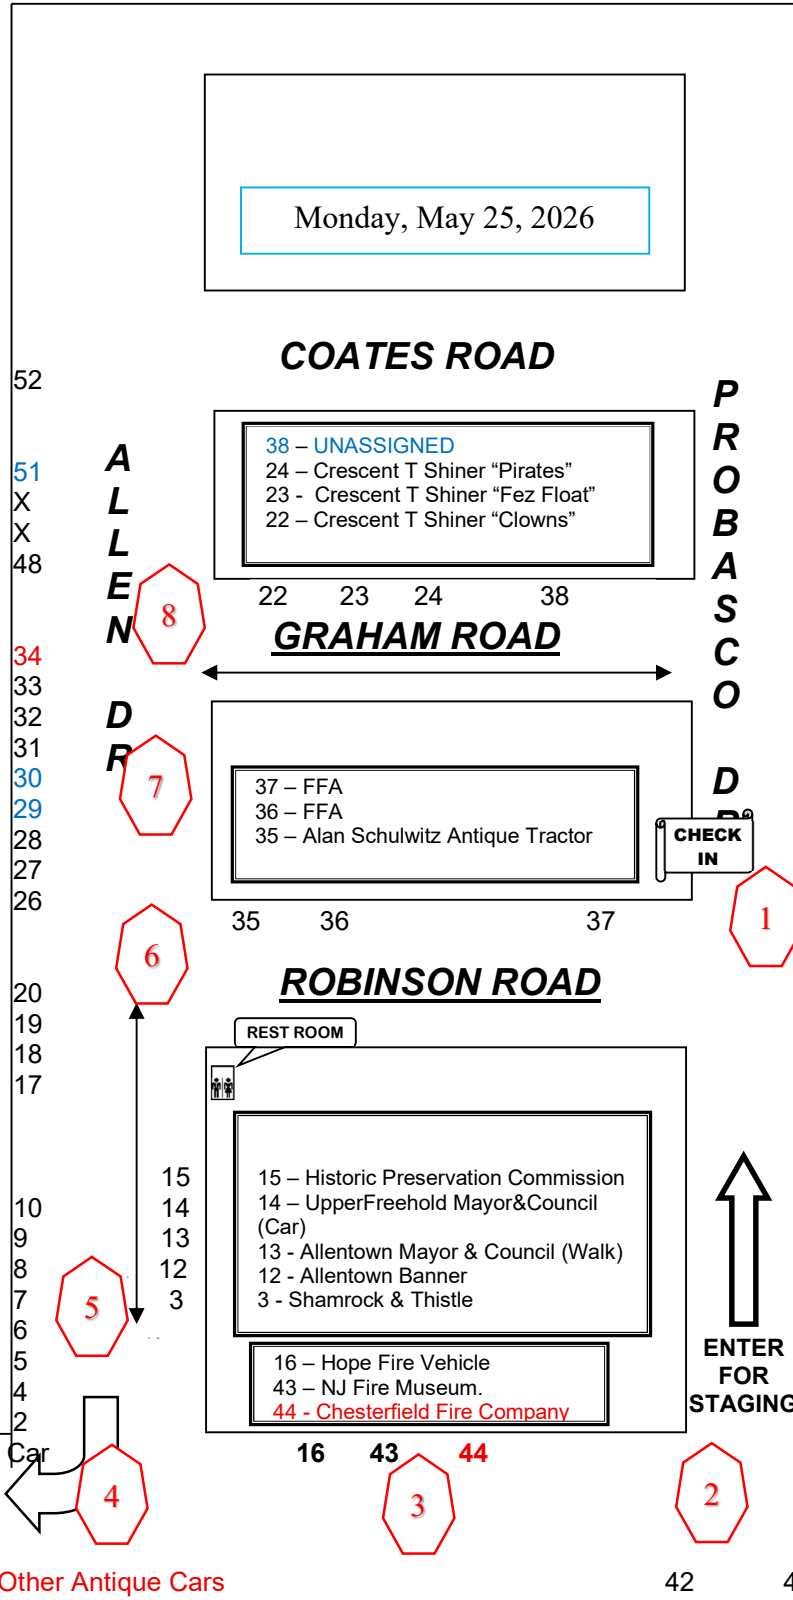 Monday, May 25, 2026
COATES ROAD
52
51
X
X
48
34
33
32
31
30
29
28
27
26
20
19
18
17
10
9
8
7
6
5
4
2
Car
ALLEN DR
38 – UNASSIGNED
24 – Crescent T Shiner “Pirates”
23 -  Crescent T Shiner “Fez Float”
22 – Crescent T Shiner “Clowns”
22 23 24 38
PROBASCO DR
8
GRAHAM ROAD
7
37 – FFA
36 – FFA
35 – Alan Schulwitz Antique Tractor
CHECK
IN
1
35 36 37
6
ROBINSON ROAD
REST ROOM
15
14
13
12
3
15 – Historic Preservation Commission
14 – UpperFreehold Mayor&Council
(Car)
13 - Allentown Mayor & Council (Walk)
12 - Allentown Banner
3 - Shamrock & Thistle
5
16 – Hope Fire Vehicle
43 – NJ Fire Museum.
44 - Chesterfield Fire Company
ENTER
FOR
STAGING
16 43 44
4
3
2
Other Antique Cars
42 4